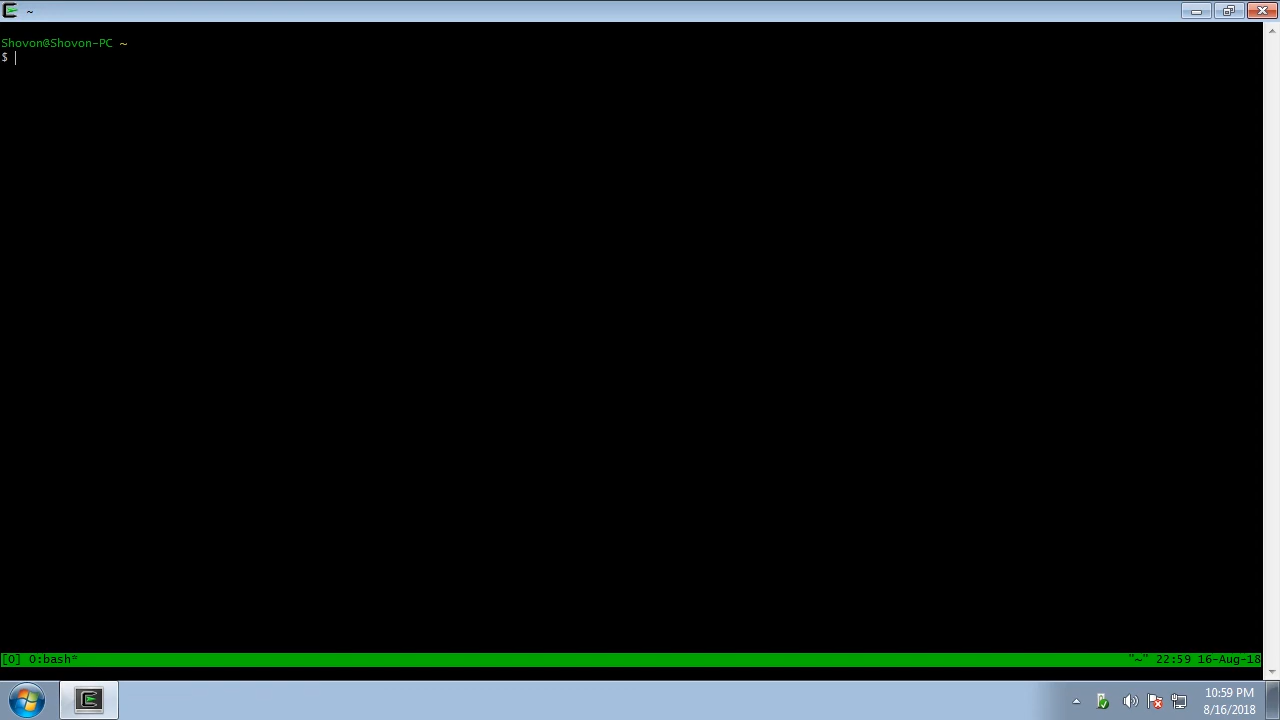 ~
Shovon@Shovon-PC ~
$
[0] 0:bash*
"~" 22:59 16-Aug-18
10:59 PM
8/16/2018